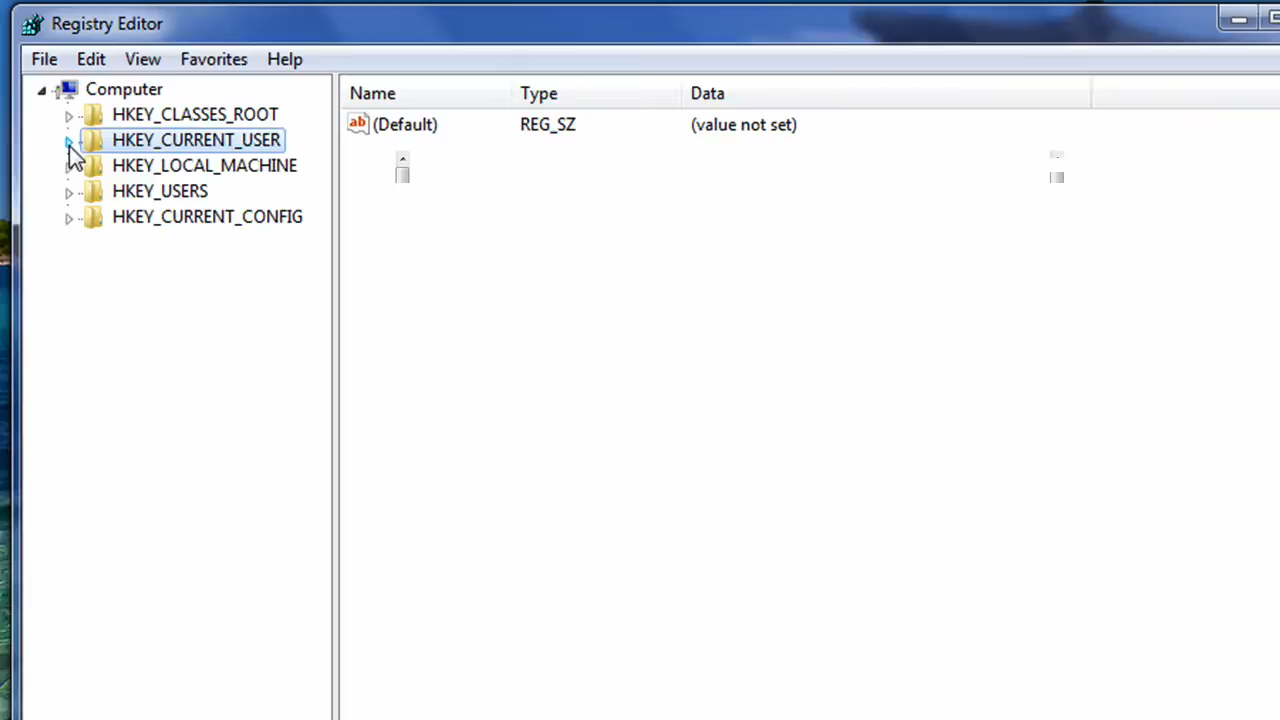 Registry Editor
File Edit View Favorites Help
Computer
HKEY_CLASSES_ROOT
HKEY_CURRENT_USER
HKEY_LOCAL_MACHINE
HKEY_USERS
HKEY_CURRENT_CONFIG
Name Type Data
ab (Default) REG_SZ (value not set)